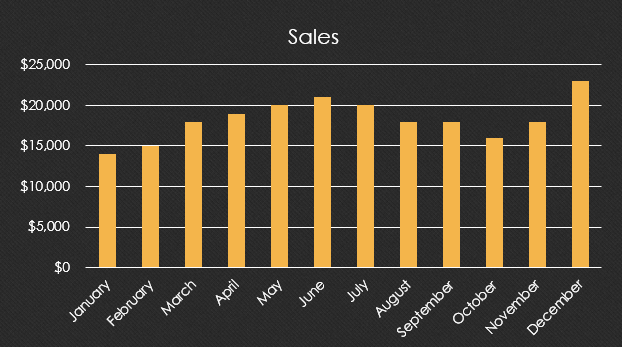 Sales
$25,000
$20,000
$15,000
$10,000
$5,000
$0
January
February
March
April
May
June
July
August
September
October
November
December